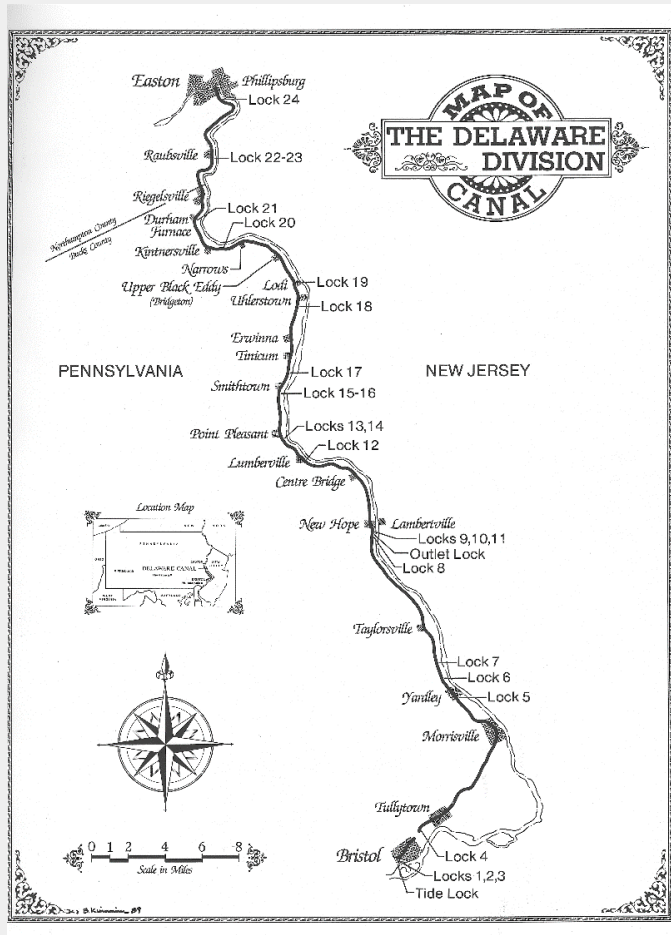 MAP OF
THE DELAWARE
DIVISION
CANAL
Easton
Phillipsburg
Lock 24
Raubsville
Lock 22-23
Riegelsville
Lock 21
Durham
Furnace
Lock 20
Northampton County
Bucks County
Kintnersville
Narrows
Upper Black Eddy
(Bridgeton)
Lodi
Lock 19
Uhlerstown
Lock 18
Erwinna
Tinicum
PENNSYLVANIA
NEW JERSEY
Lock 17
Smithtown
Lock 15-16
Locks 13,14
Point Pleasant
Lock 12
Lumberville
Centre Bridge
Location Map
PENNSYLVANIA
DELAWARE CANAL
New Hope
Lambertville
Locks 9,10,11
Outlet Lock
Lock 8
Taylorsville
Lock 7
Lock 6
Yardley
Lock 5
Morrisville
Tullytown
Bristol
Lock 4
Locks 1,2,3
Tide Lock
0 1 2 4 6 8
Scale in Miles